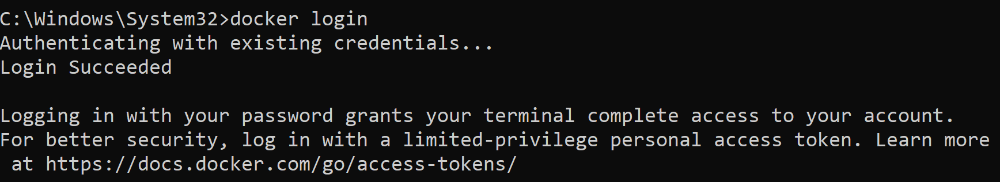 C:\Windows\System32>docker login
Authenticating with existing credentials...
Login Succeeded
Logging in with your password grants your terminal complete access to your account.
For better security, log in with a limited-privilege personal access token. Learn more
 at https://docs.docker.com/go/access-tokens/